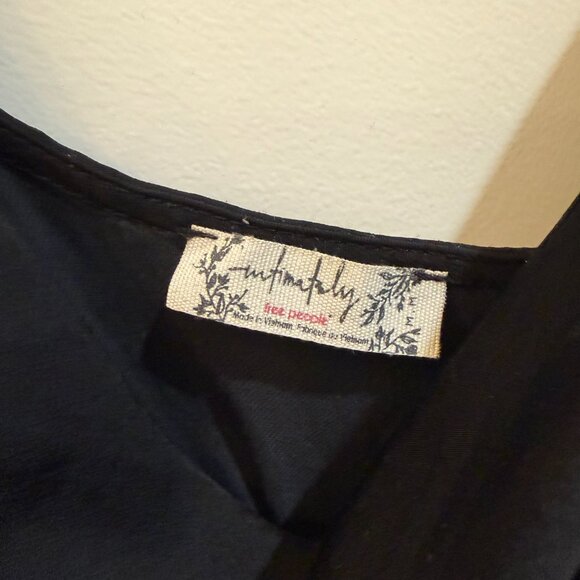 intimately
free people
Made in Vietnam. Fabriqué au Vietnam